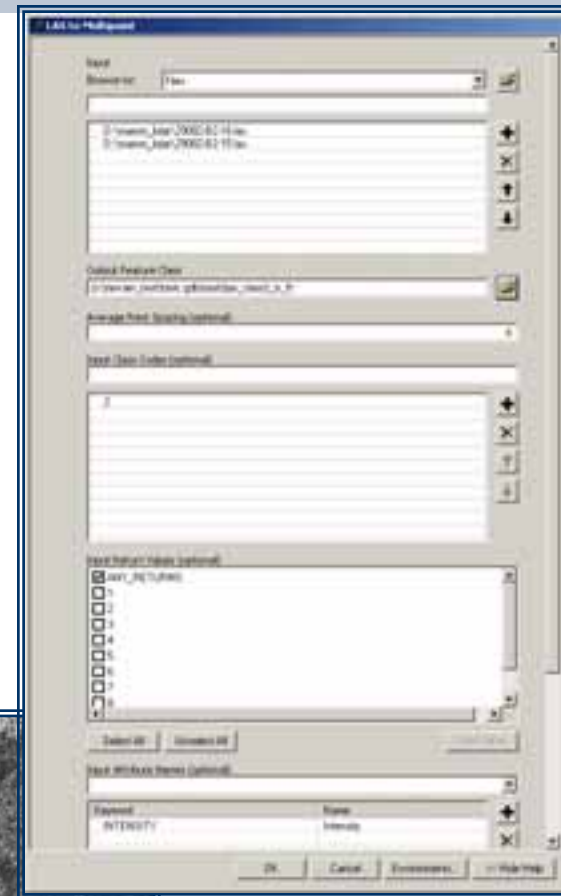 LAS to Multipoint
Input
Browse for:
Files
Output Feature Class
Average Point Spacing (optional)
Input Class Codes (optional)
2
Input Return Values (optional)
ANY_RETURNS
1
2
3
4
5
6
7
8
Select All Unselect All
Input Attribute Names (optional)
Keyword Name
INTENSITY Intensity
OK Cancel Environments... << Hide Help